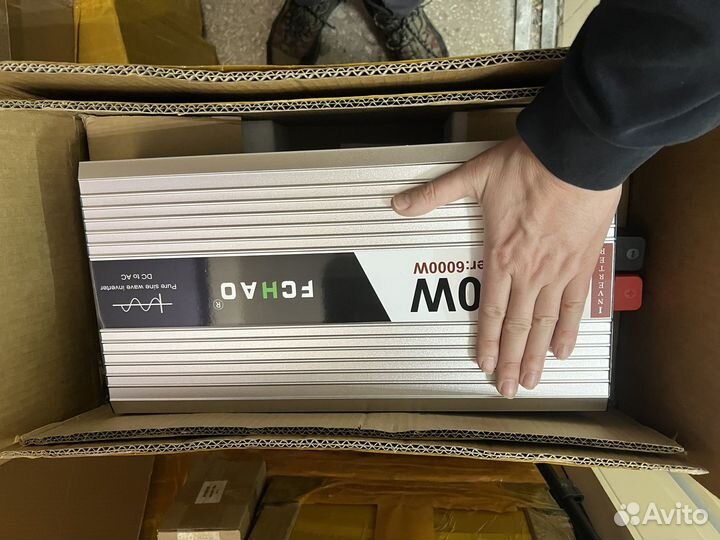 INVERTER
0W
er:6000W
FCHAO®
Pure sine wave inverter
DC to AC
Avito